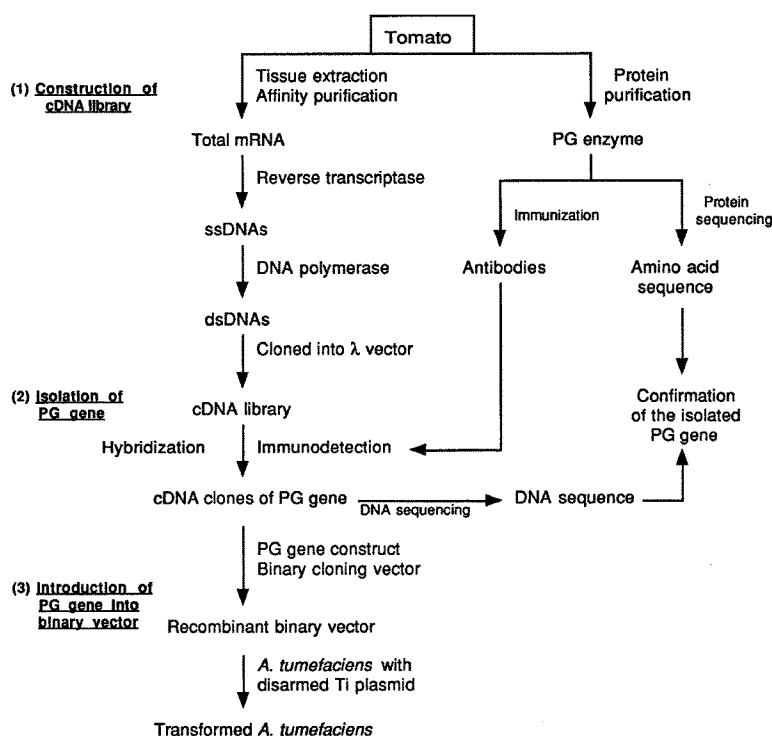 Tomato
(1) Construction of
cDNA library
Tissue extraction
Affinity purification
Protein
purification
Total mRNA
PG enzyme
Reverse transcriptase
Immunization
Protein
sequencing
ssDNAs
DNA polymerase
Antibodies
Amino acid
sequence
dsDNAs
Cloned into λ vector
(2) Isolation of
PG gene
cDNA library
Confirmation
of the isolated
PG gene
Hybridization
Immunodetection
cDNA clones of PG gene
DNA sequencing
DNA sequence
PG gene construct
Binary cloning vector
(3) Introduction of
PG gene into
binary vector
Recombinant binary vector
A. tumefaciens with
disarmed Ti plasmid
Transformed A. tumefaciens